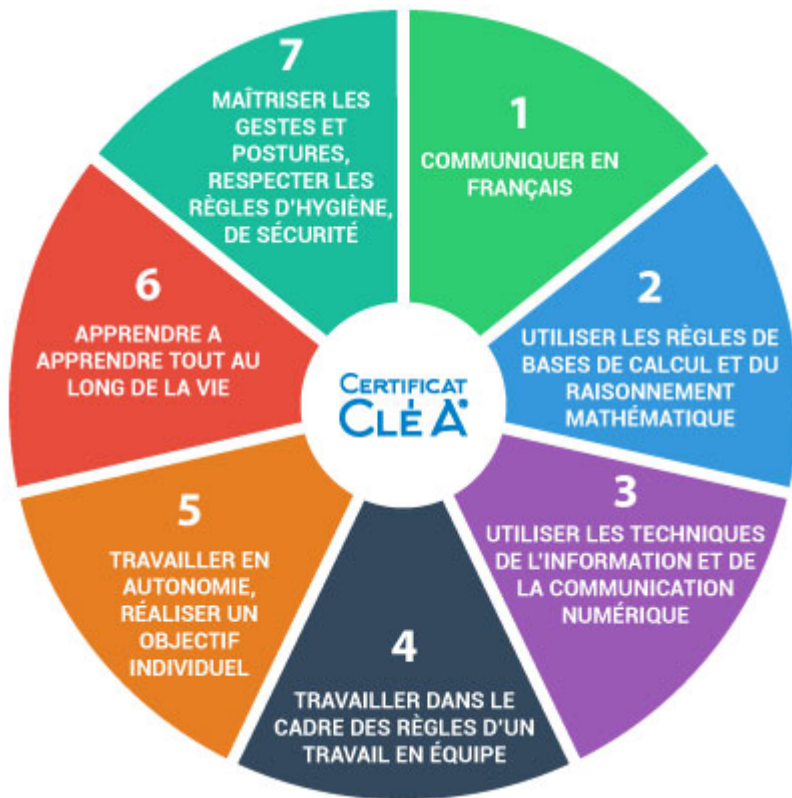 7
MAÎTRISER LES
GESTES ET
POSTURES,
RESPECTER LES
RÈGLES D'HYGIÈNE,
DE SÉCURITÉ
1
COMMUNIQUER EN
FRANÇAIS
2
UTILISER LES RÈGLES DE
BASES DE CALCUL ET DU
RAISONNEMENT
MATHÉMATIQUE
3
UTILISER LES TECHNIQUES
DE L'INFORMATION ET DE
LA COMMUNICATION
NUMÉRIQUE
4
TRAVAILLER DANS LE
CADRE DES RÈGLES D'UN
TRAVAIL EN ÉQUIPE
5
TRAVAILLER EN
AUTONOMIE,
RÉALISER UN
OBJECTIF
INDIVIDUEL
6
APPRENDRE A
APPRENDRE TOUT AU
LONG DE LA VIE
CERTIFICAT
CLÉ A